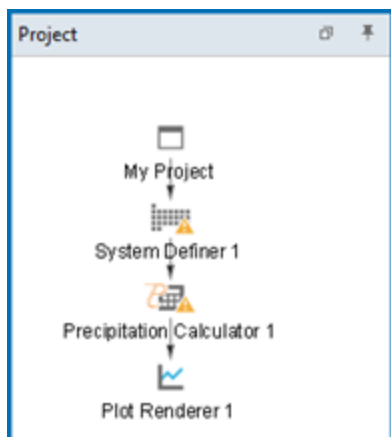 Project
My Project
System Definer 1
Precipitation Calculator 1
Plot Renderer 1